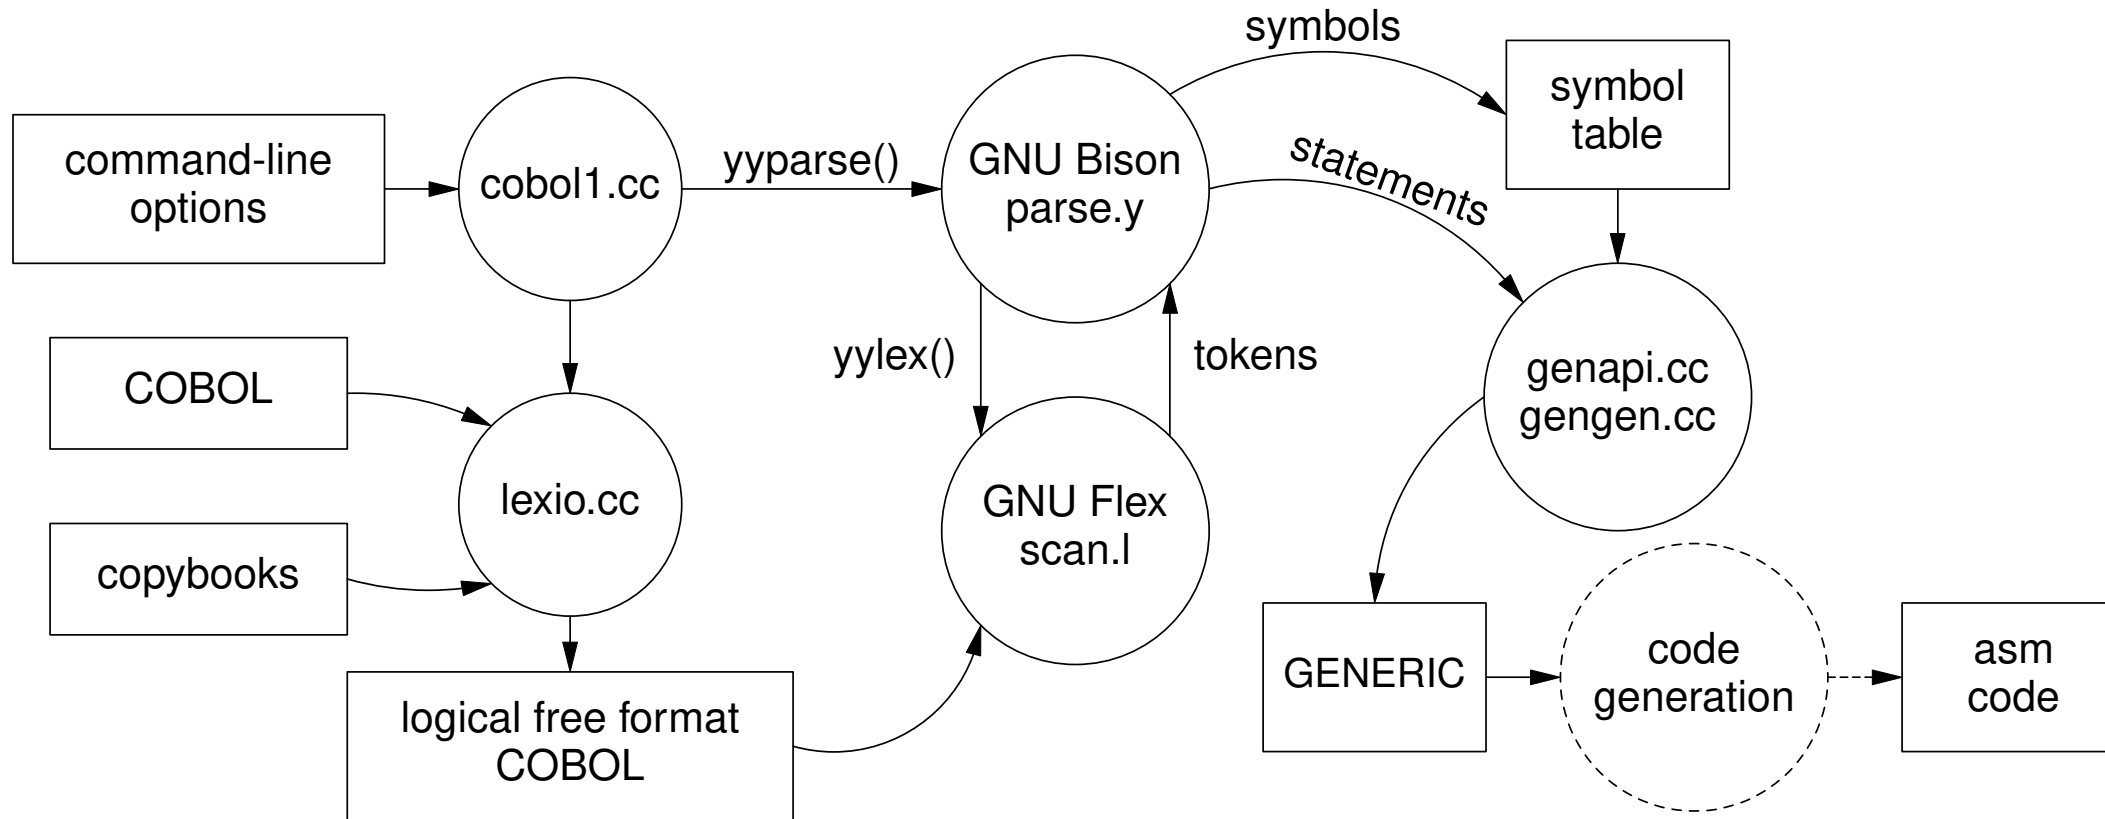 symbols
symbol
table
command-line
options
cobol1.cc
yyparse()
GNU Bison
parse.y
statements
COBOL
yylex()
tokens
genapi.cc
gengen.cc
lexio.cc
GNU Flex
scan.l
copybooks
logical free format
COBOL
GENERIC
code
generation
asm
code